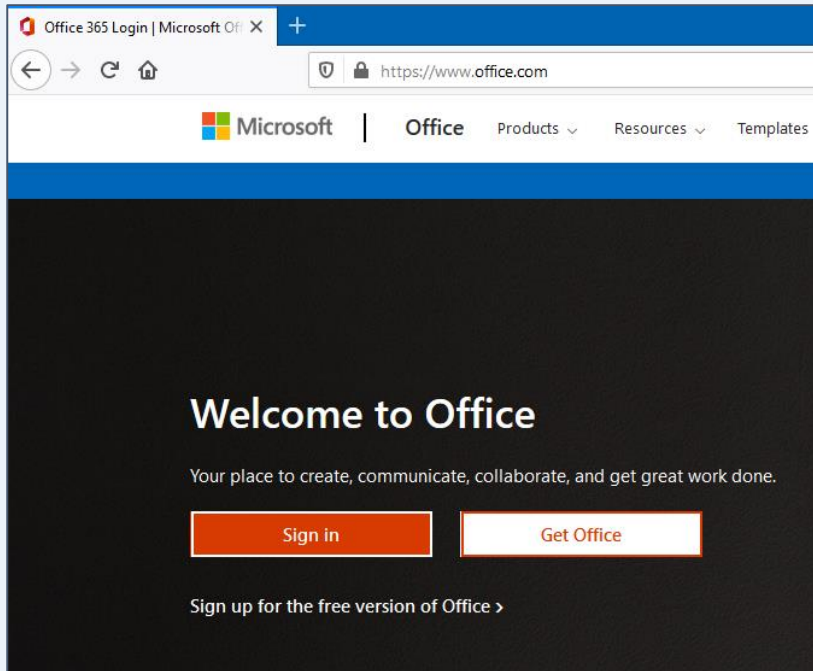 Office 365 Login | Microsoft Of
https://www.office.com
Microsoft | Office Products Resources Templates
Welcome to Office
Your place to create, communicate, collaborate, and get great work done.
Sign in Get Office
Sign up for the free version of Office >